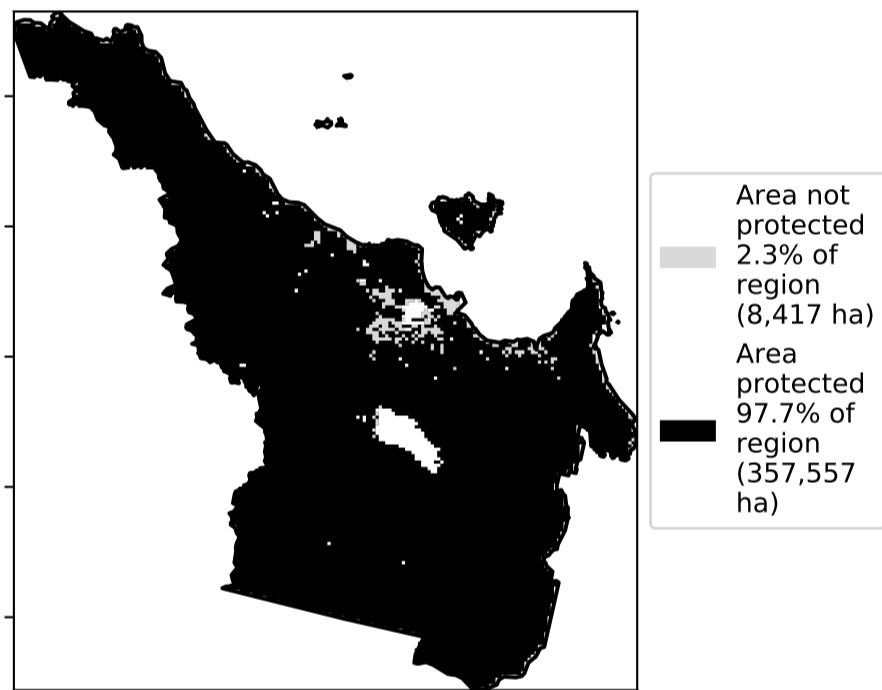 Area not
protected
2.3% of
region
(8,417 ha)
Area
protected
97.7% of
region
(357,557
ha)